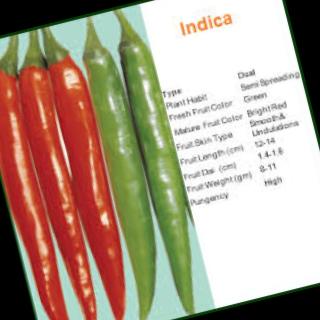 Indica
Type Dual
Plant Habit Semi Spreading
Fresh Fruit Color Green
Mature Fruit Color Bright Red
Fruit Skin Type Smooth &
Undulations
Fruit Length (cm) 12-14
Fruit Dai. (cm) 1.4-1.6
Fruit Weight (gm) 8-11
Pungency High